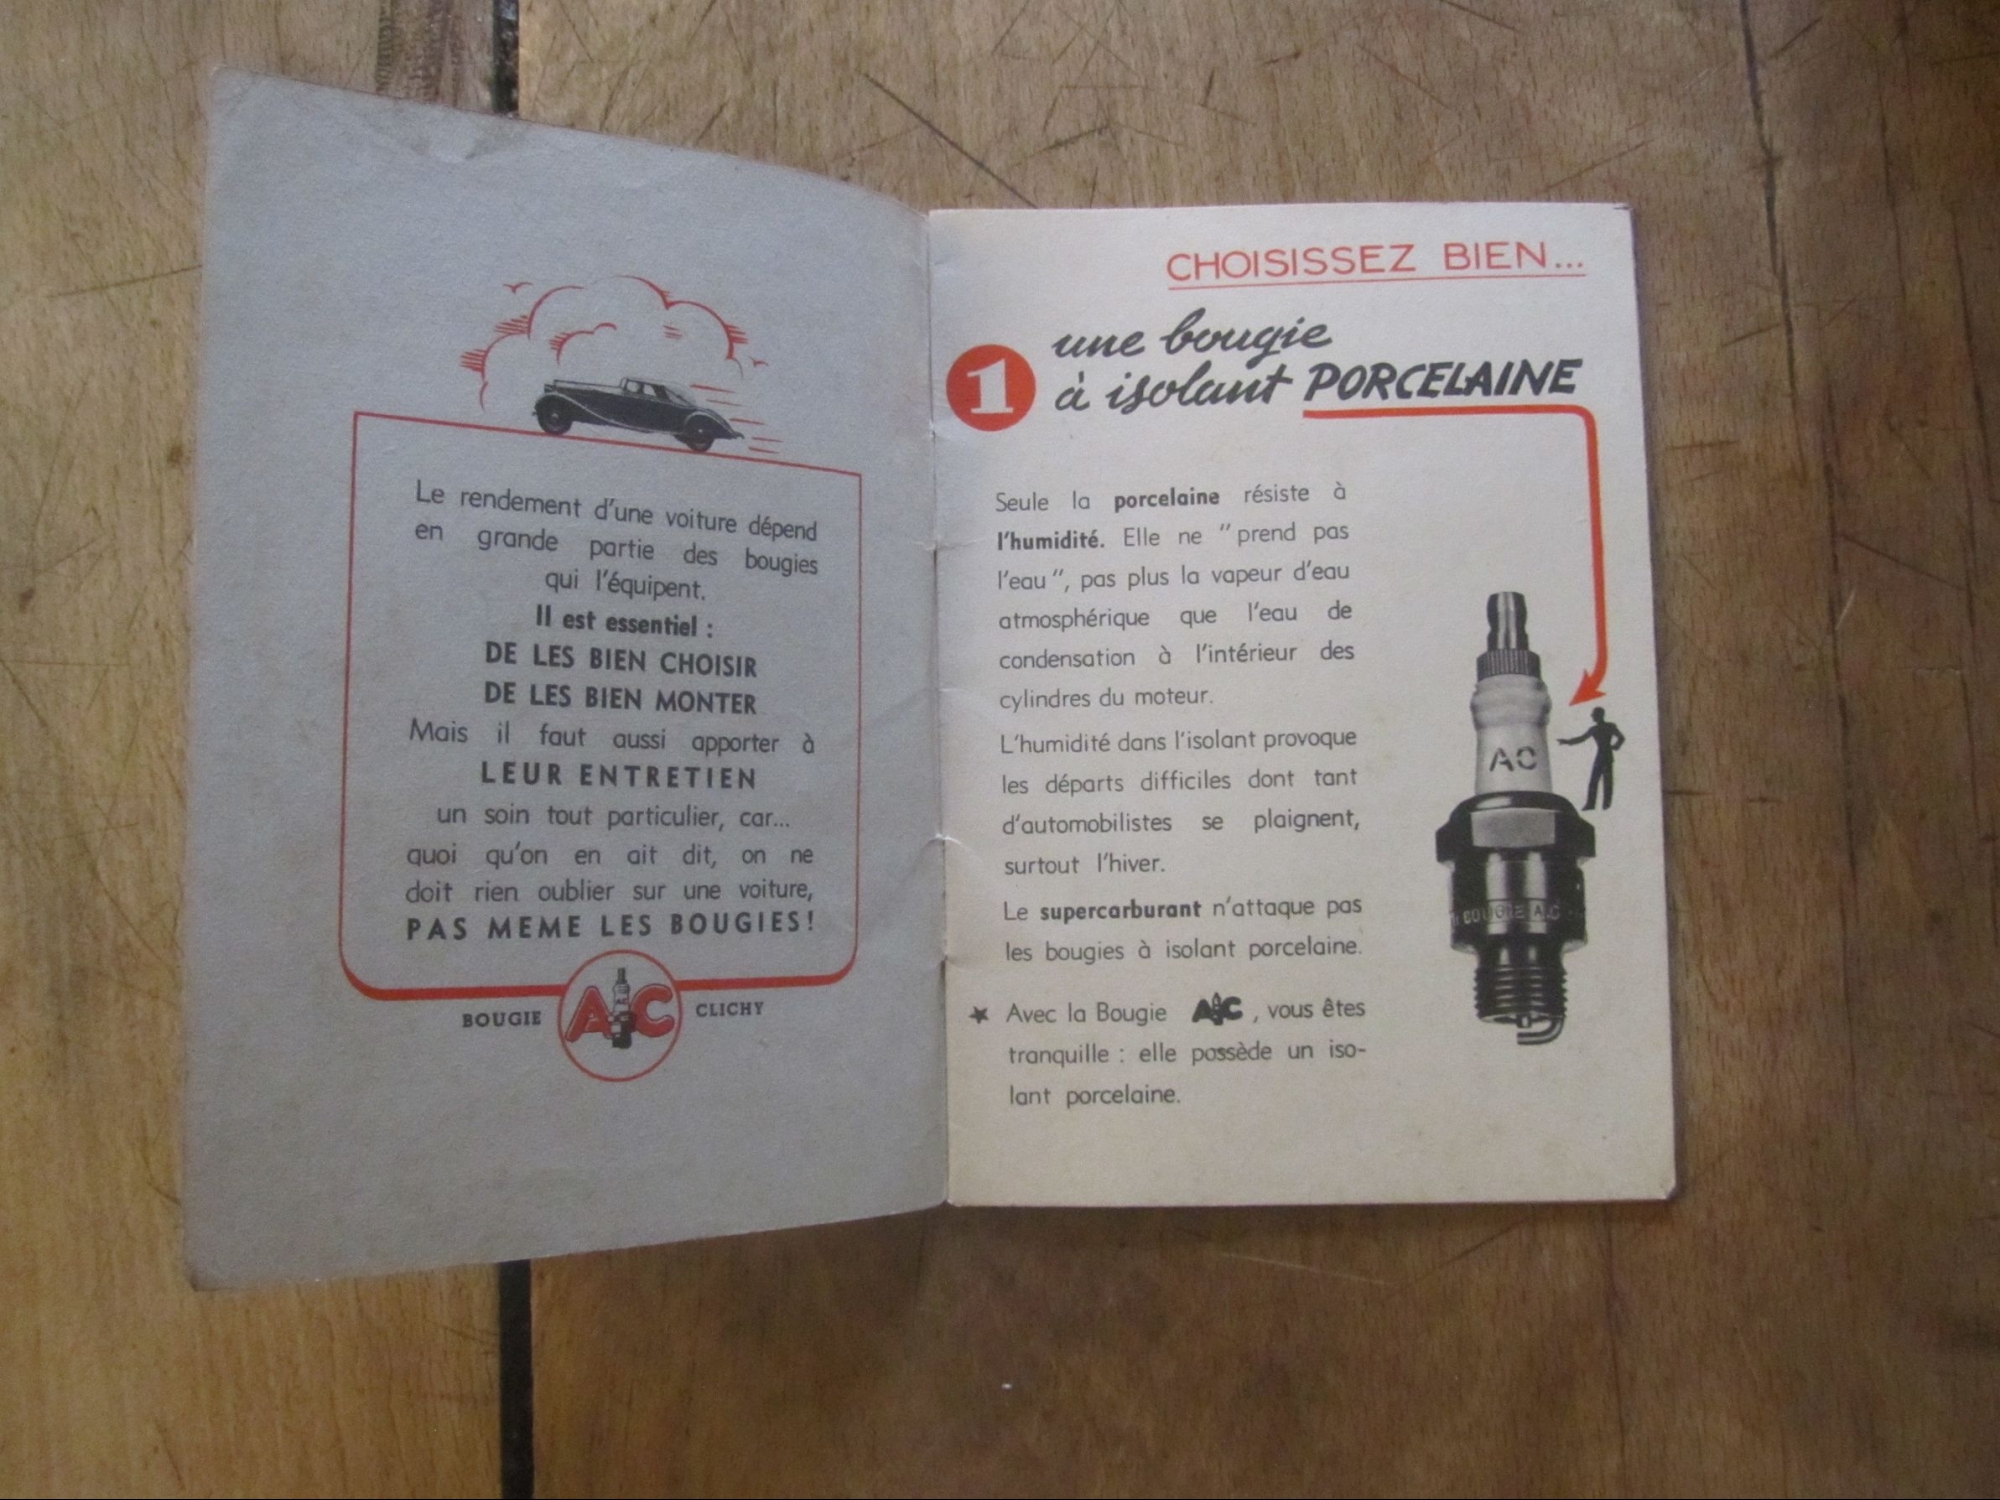 Le rendement d'une voiture dépend
en grande partie des bougies
qui l'équipent.
Il est essentiel :
DE LES BIEN CHOISIR
DE LES BIEN MONTER
Mais il faut aussi apporter à
LEUR ENTRETIEN
un soin tout particulier, car...
quoi qu'on en ait dit, on ne
doit rien oublier sur une voiture,
PAS MEME LES BOUGIES!
BOUGIE AC CLICHY
CHOISISSEZ BIEN...
1
une bougie
à isolant PORCELAINE
Seule la porcelaine résiste à
l'humidité. Elle ne "prend pas
l'eau", pas plus la vapeur d'eau
atmosphérique que l'eau de
condensation à l'intérieur des
cylindres du moteur.
L'humidité dans l'isolant provoque
les départs difficiles dont tant
d'automobilistes se plaignent,
surtout l'hiver.
Le supercarburant n'attaque pas
les bougies à isolant porcelaine.
★ Avec la Bougie AC, vous êtes
tranquille : elle possède un iso-
lant porcelaine.
AC
BOUGIE AC